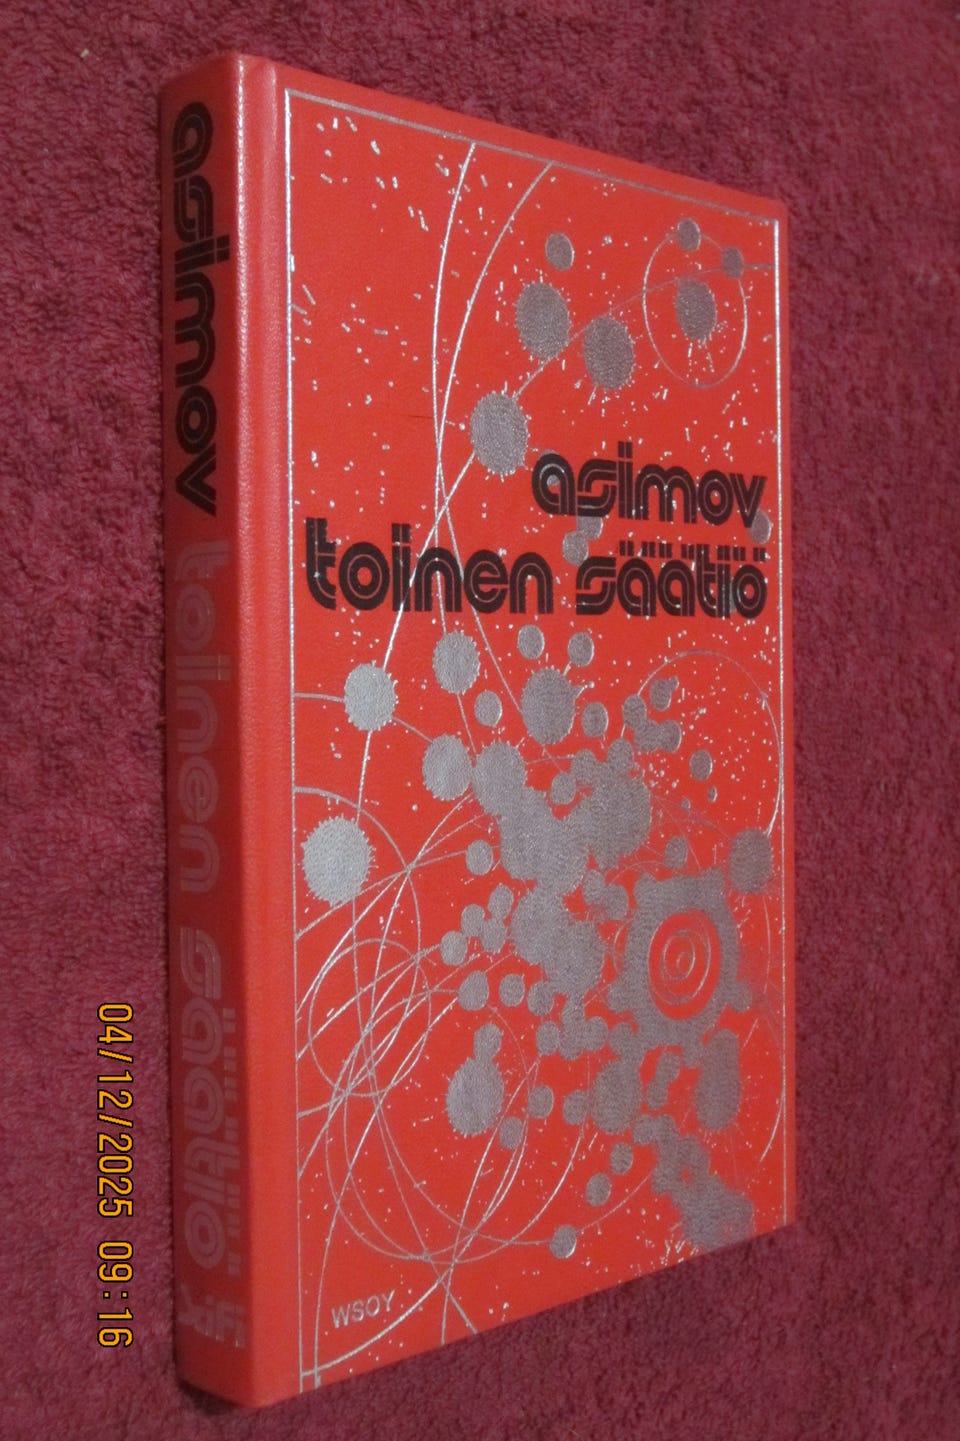 asimov
toinen säätiö
asimov
toinen säätiö
WSOY
04/12/2025 09:16